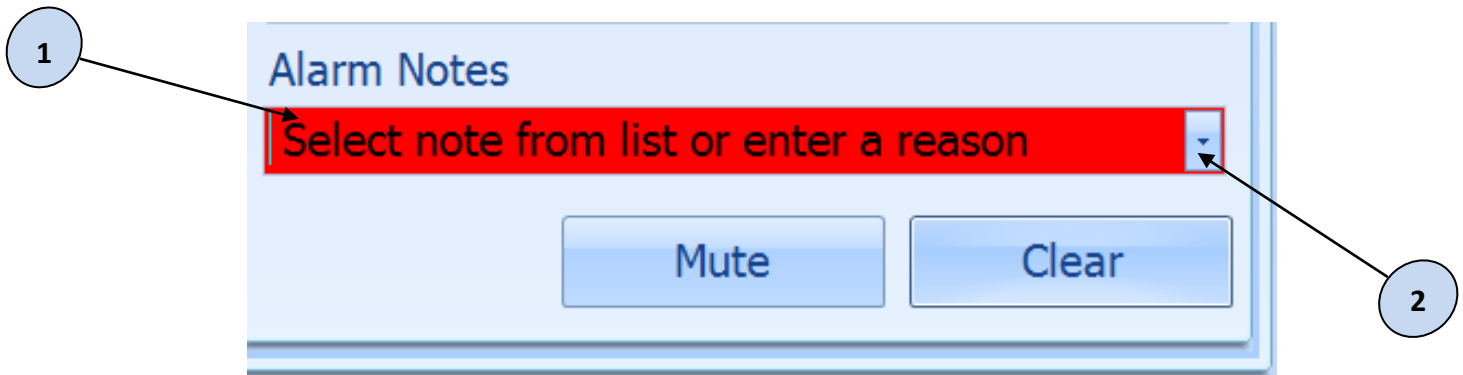 1
Alarm Notes
Select note from list or enter a reason
Mute Clear
2